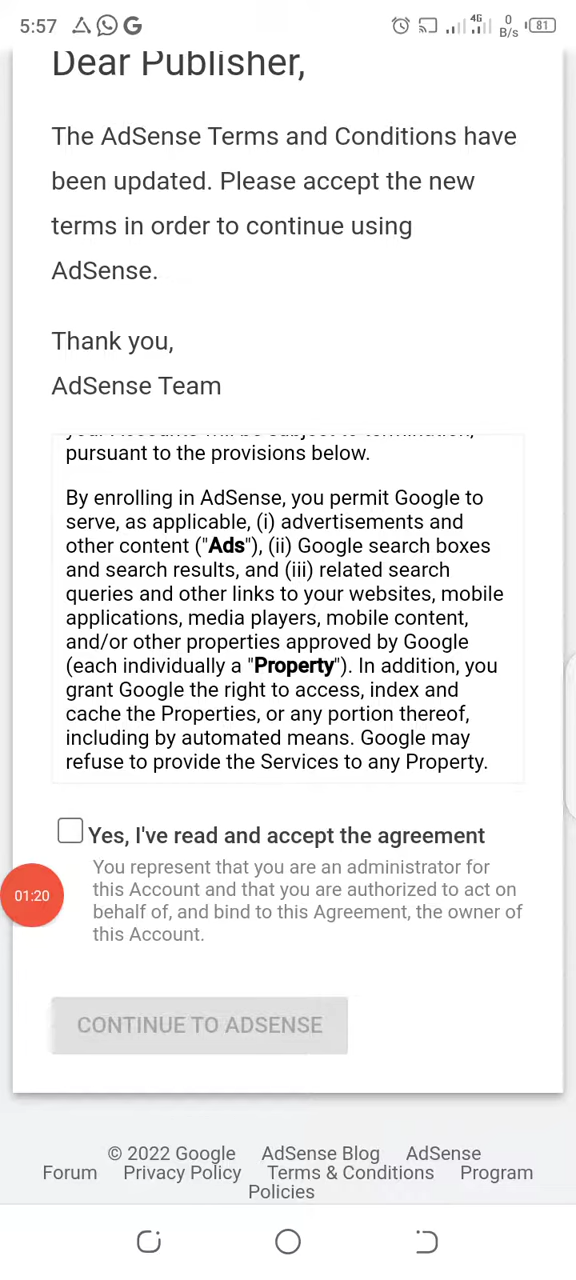 5:57
4G
0
B/s
81
Dear Publisher,
The AdSense Terms and Conditions have
been updated. Please accept the new
terms in order to continue using
AdSense.
Thank you,
AdSense Team
pursuant to the provisions below.
By enrolling in AdSense, you permit Google to
serve, as applicable, (i) advertisements and
other content ("Ads"), (ii) Google search boxes
and search results, and (iii) related search
queries and other links to your websites, mobile
applications, media players, mobile content,
and/or other properties approved by Google
(each individually a "Property"). In addition, you
grant Google the right to access, index and
cache the Properties, or any portion thereof,
including by automated means. Google may
refuse to provide the Services to any Property.
Yes, I've read and accept the agreement
You represent that you are an administrator for
this Account and that you are authorized to act on
behalf of, and bind to this Agreement, the owner of
this Account.
01:20
CONTINUE TO ADSENSE
© 2022 Google AdSense Blog AdSense
Forum Privacy Policy Terms & Conditions Program
Policies